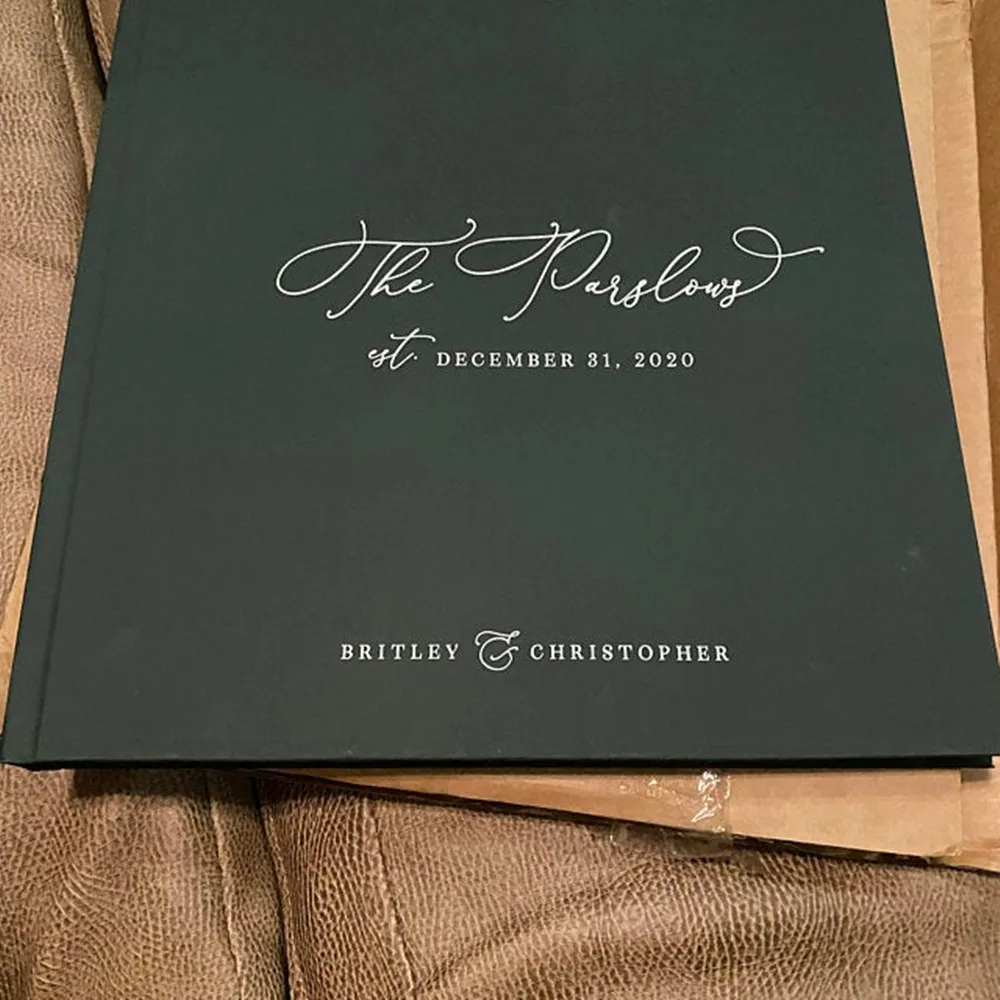 The Parslows
est. DECEMBER 31, 2020
BRITLEY & CHRISTOPHER